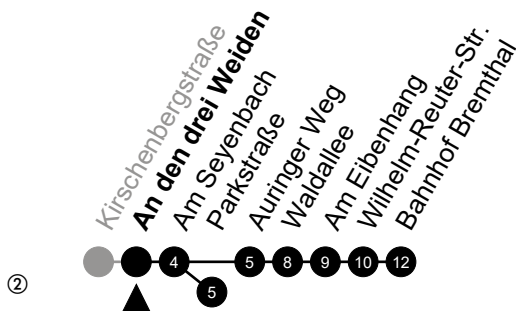 Kirschenbergstraße
An den drei Weiden
Am Seyenbach
Parkstraße
Auringer Weg
Waldallee
Am Eibenhang
Wilhelm-Reuter-Str.
Bahnhof Bremthal
4 5 8 9 10 12
5
②